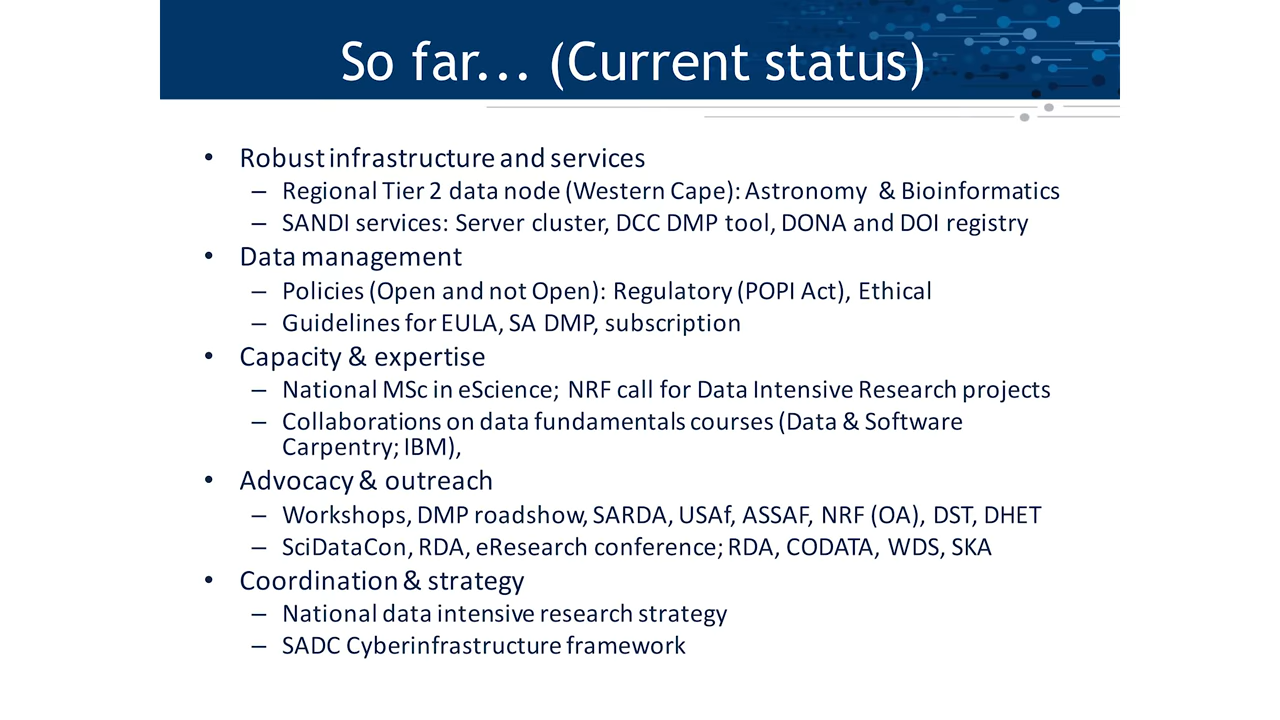 So far... (Current status)
• Robust infrastructure and services
– Regional Tier 2 data node (Western Cape): Astronomy & Bioinformatics
– SANDI services: Server cluster, DCC DMP tool, DONA and DOI registry
• Data management
– Policies (Open and not Open): Regulatory (POPI Act), Ethical
– Guidelines for EULA, SA DMP, subscription
• Capacity & expertise
– National MSc in eScience; NRF call for Data Intensive Research projects
– Collaborations on data fundamentals courses (Data & Software
Carpentry; IBM),
• Advocacy & outreach
– Workshops, DMP roadshow, SARDA, USAf, ASSAF, NRF (OA), DST, DHET
– SciDataCon, RDA, eResearch conference; RDA, CODATA, WDS, SKA
• Coordination & strategy
– National data intensive research strategy
– SADC Cyberinfrastructure framework